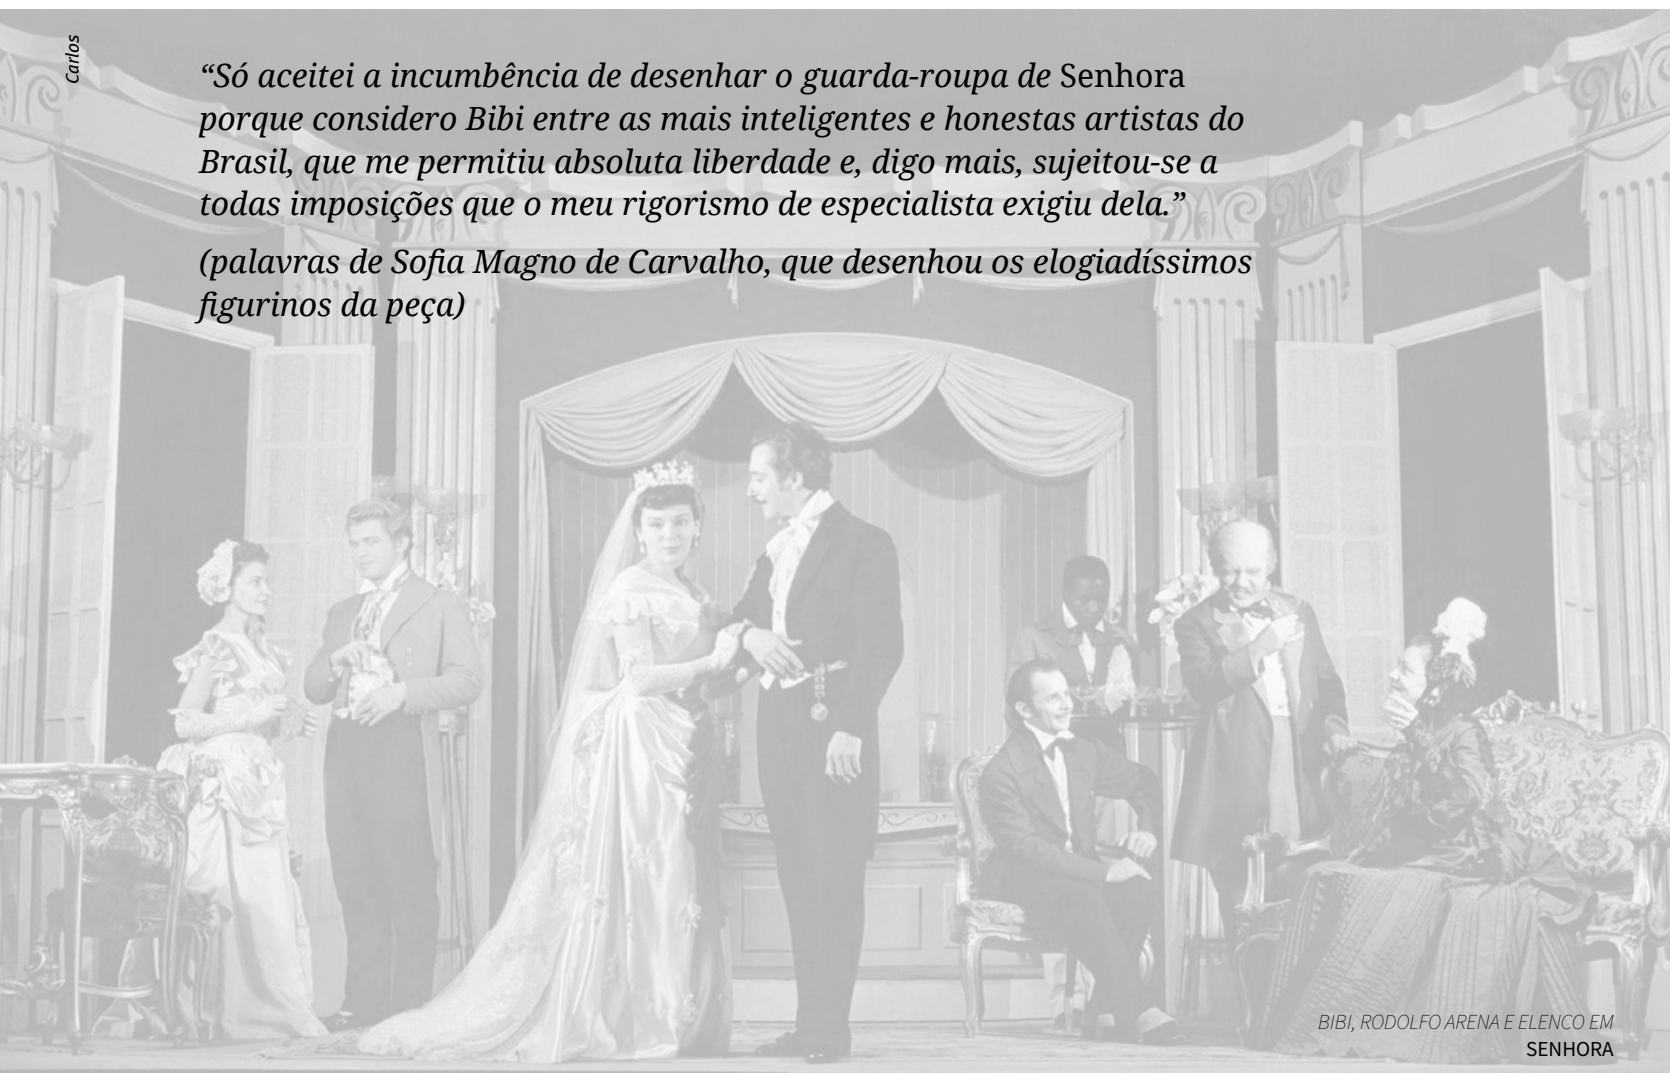 Carlos
“Só aceitei a incumbência de desenhar o guarda-roupa de Senhora
porque considero Bibi entre as mais inteligentes e honestas artistas do
Brasil, que me permitiu absoluta liberdade e, digo mais, sujeitou-se a
todas imposições que o meu rigorismo de especialista exigiu dela.”
(palavras de Sofia Magno de Carvalho, que desenhou os elogiadíssimos
figurinos da peça)
BIBI, RODOLFO ARENA E ELENCO EM
SENHORA